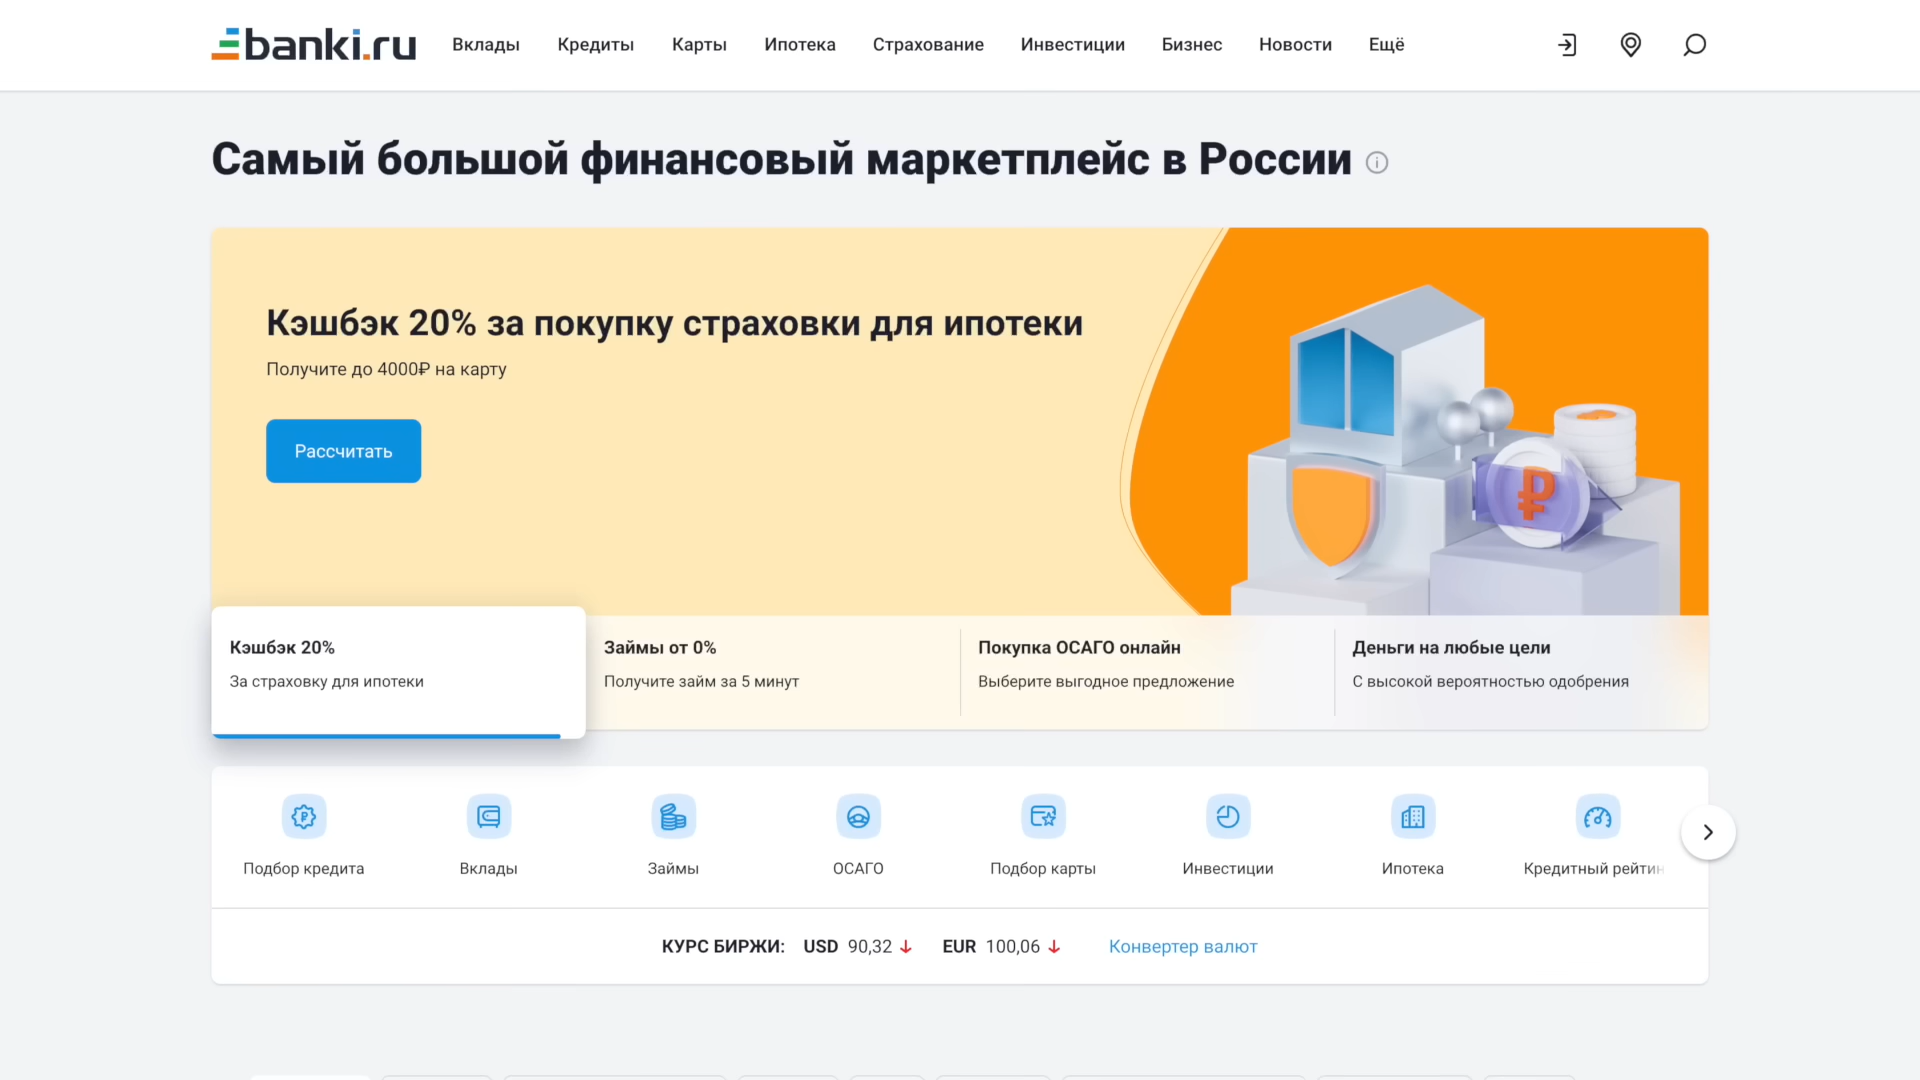 banki.ru
Вклады Кредиты Карты Ипотека Страхование Инвестиции Бизнес Новости Ещё
Самый большой финансовый маркетплейс в России
Кэшбэк 20% за покупку страховки для ипотеки
Получите до 4000₽ на карту
Рассчитать
Кэшбэк 20%
За страховку для ипотеки
Займы от 0%
Получите займ за 5 минут
Покупка ОСАГО онлайн
Выберите выгодное предложение
Деньги на любые цели
С высокой вероятностью одобрения
Подбор кредита
Вклады
Займы
ОСАГО
Подбор карты
Инвестиции
Ипотека
Кредитный рейтин
КУРС БИРЖИ: USD 90,32 EUR 100,06 Конвертер валют